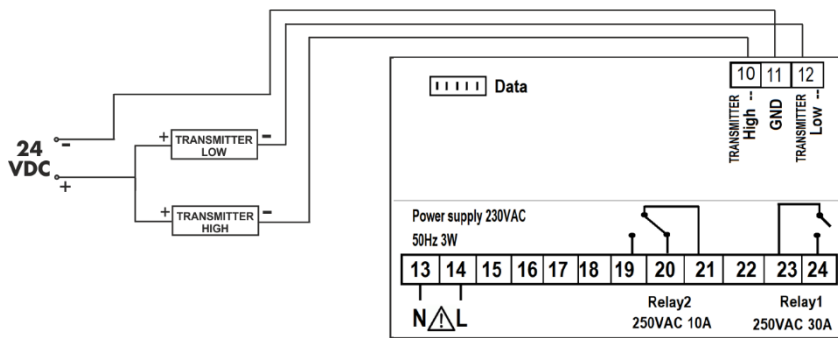 24
VDC
-
+
+ TRANSMITTER LOW -
+ TRANSMITTER HIGH -
Data
10 11 12
TRANSMITTER
High --
GND
TRANSMITTER
Low --
Power supply 230VAC
50Hz 3W
13 14 15 16 17 18 19 20 21 22 23 24
N L
Relay2
250VAC 10A
Relay1
250VAC 30A